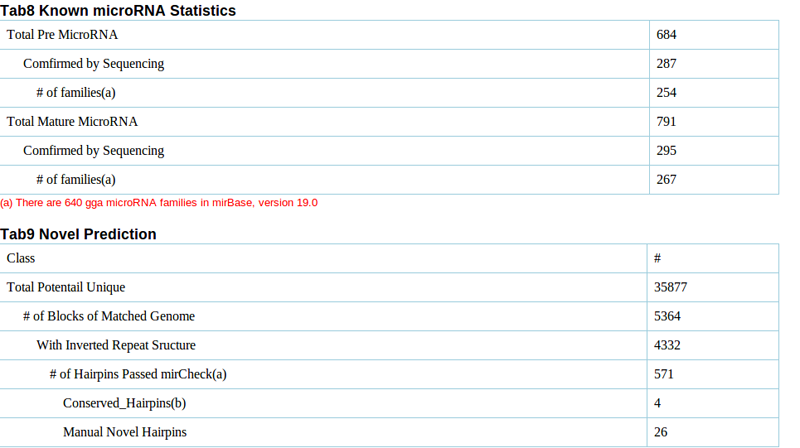 Tab8 Known microRNA Statistics
Total Pre MicroRNA 684
Comfirmed by Sequencing 287
# of families(a) 254
Total Mature MicroRNA 791
Comfirmed by Sequencing 295
# of families(a) 267
(a) There are 640 gga microRNA families in mirBase, version 19.0
Tab9 Novel Prediction
Class #
Total Potentail Unique 35877
# of Blocks of Matched Genome 5364
With Inverted Repeat Sructure 4332
# of Hairpins Passed mirCheck(a) 571
Conserved_Hairpins(b) 4
Manual Novel Hairpins 26